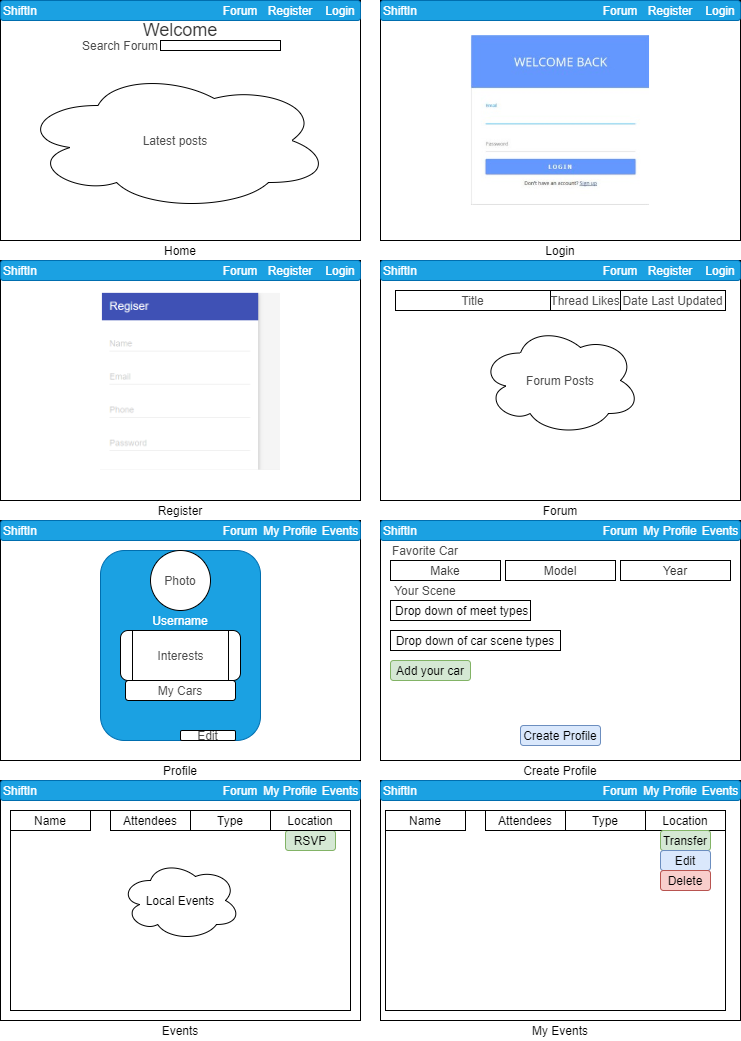 ShiftIn Forum Register Login
Welcome
Search Forum
Latest posts
Home
ShiftIn Forum Register Login
WELCOME BACK
Email
Password
LOGIN
Don't have an account? Sign up
Login
ShiftIn Forum Register Login
Regiser
Name
Email
Phone
Password
Register
ShiftIn Forum Register Login
Title Thread Likes Date Last Updated
Forum Posts
Forum
ShiftIn Forum My Profile Events
Photo
Username
Interests
My Cars
Edit
Profile
ShiftIn Forum My Profile Events
Favorite Car
Make Model Year
Your Scene
Drop down of meet types
Drop down of car scene types
Add your car
Create Profile
Create Profile
ShiftIn Forum My Profile Events
Name Attendees Type Location
RSVP
Local Events
Events
ShiftIn Forum My Profile Events
Name Attendees Type Location
Transfer
Edit
Delete
My Events